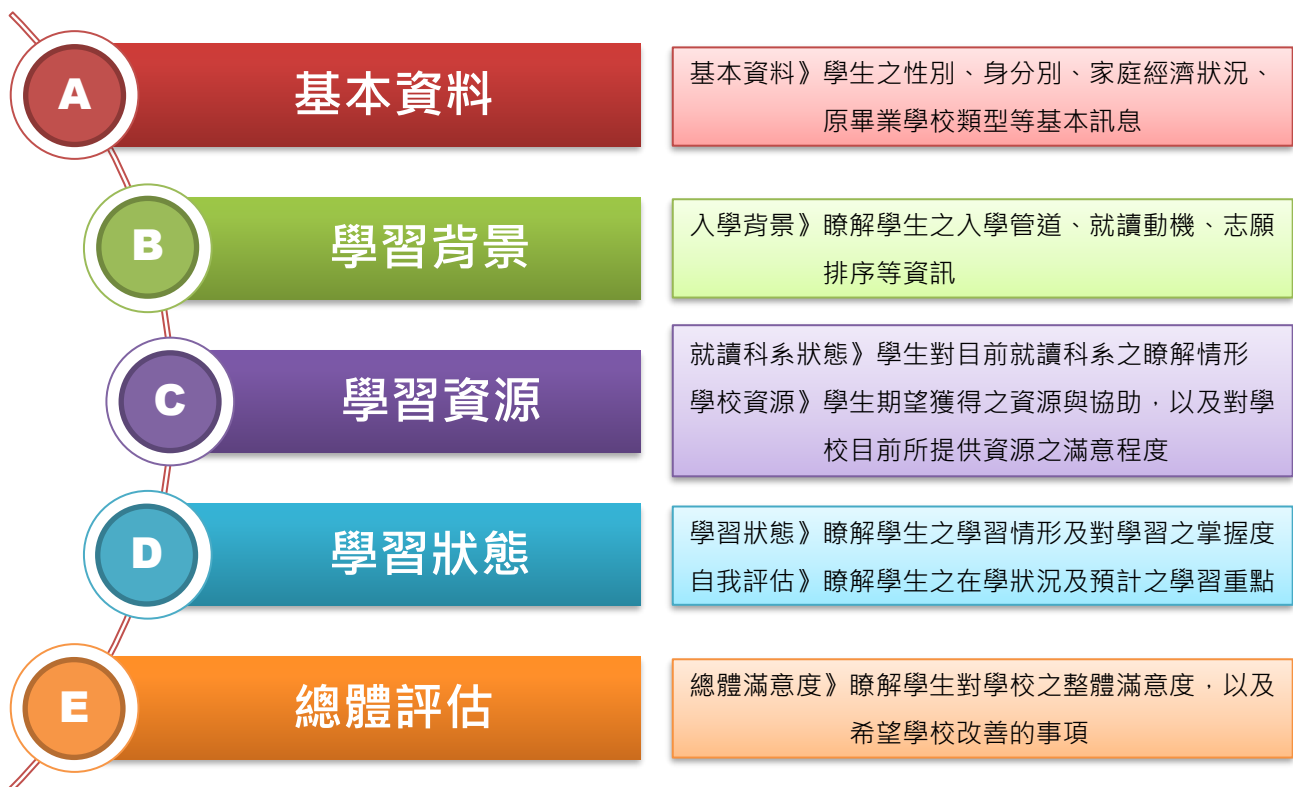 A
基本資料
基本資料》學生之性別、身分別、家庭經濟狀況、
原畢業學校類型等基本訊息
B
學習背景
入學背景》瞭解學生之入學管道、就讀動機、志願
排序等資訊
C
學習資源
就讀科系狀態》學生對目前就讀科系之瞭解情形
學校資源》學生期望獲得之資源與協助，以及對學
校目前所提供資源之滿意程度
D
學習狀態
學習狀態》瞭解學生之學習情形及對學習之掌握度
自我評估》瞭解學生之在學狀況及預計之學習重點
E
總體評估
總體滿意度》瞭解學生對學校之整體滿意度，以及
希望學校改善的事項